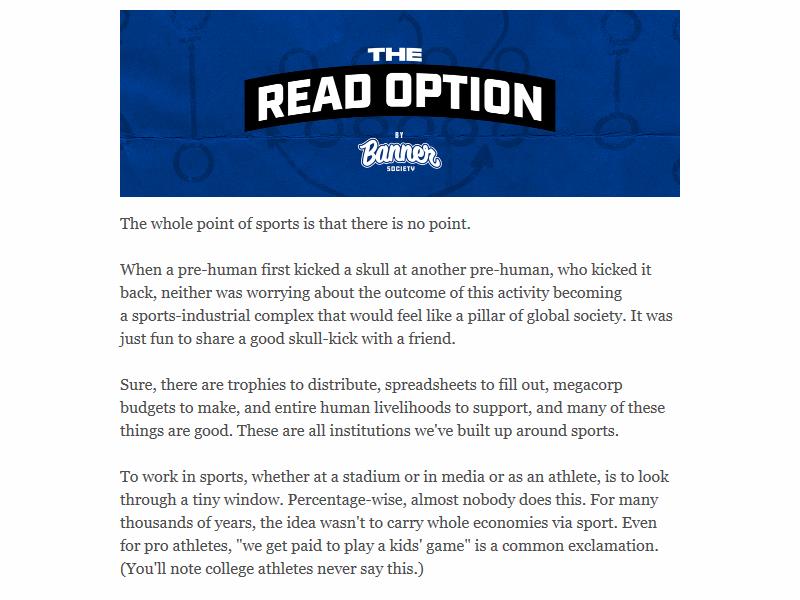 THE
READ OPTION
BY
Banner
SOCIETY
The whole point of sports is that there is no point.
When a pre-human first kicked a skull at another pre-human, who kicked it
back, neither was worrying about the outcome of this activity becoming
a sports-industrial complex that would feel like a pillar of global society. It was
just fun to share a good skull-kick with a friend.
Sure, there are trophies to distribute, spreadsheets to fill out, megacorp
budgets to make, and entire human livelihoods to support, and many of these
things are good. These are all institutions we've built up around sports.
To work in sports, whether at a stadium or in media or as an athlete, is to look
through a tiny window. Percentage-wise, almost nobody does this. For many
thousands of years, the idea wasn't to carry whole economies via sport. Even
for pro athletes, "we get paid to play a kids' game" is a common exclamation.
(You'll note college athletes never say this.)